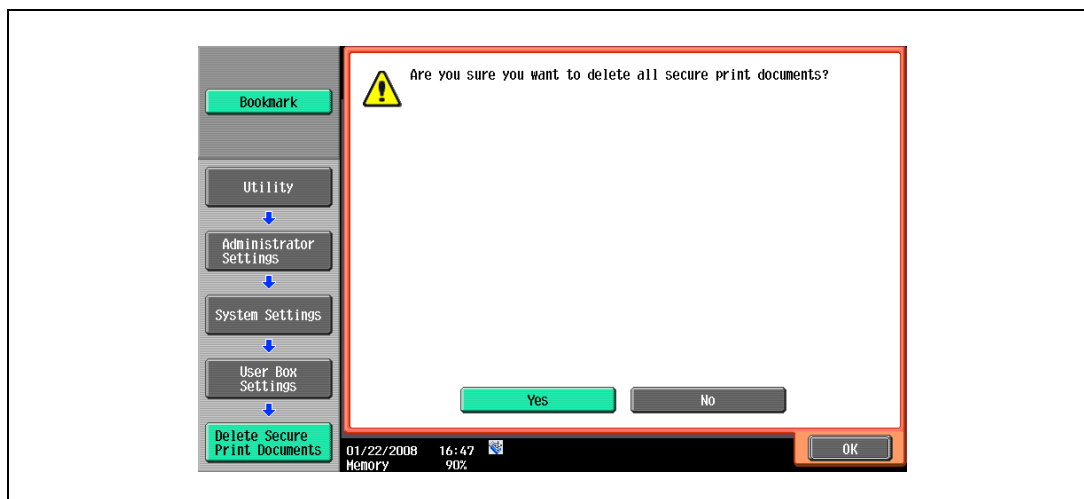 Bookmark
Utility
Administrator
Settings
System Settings
User Box
Settings
Delete Secure
Print Documents
Are you sure you want to delete all secure print documents?
Yes
No
01/22/2008 16:47
Memory 90%
OK